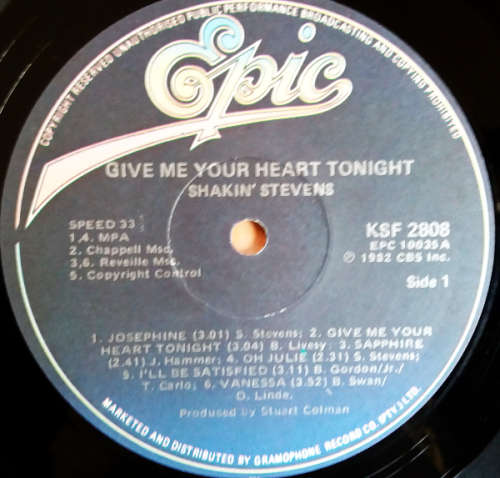 COPYRIGHT RESERVED UNAUTHORISED PUBLIC PERFORMANCE BROADCASTING AND COPYING PROHIBITED
Epic
GIVE ME YOUR HEART TONIGHT
SHAKIN' STEVENS
SPEED 33
1,4. MPA
2. Chappell Msc.
3,6. Reveille Msc.
5. Copyright Control
KSF 2808
EPC 10035A
℗ 1982 CBS Inc.
Side 1
1. JOSEPHINE (3.01) S. Stevens; 2. GIVE ME YOUR
HEART TONIGHT (3.04) B. Livesy; 3. SAPPHIRE
(2.41) J. Hammer; 4. OH JULIE (2.31) S. Stevens;
5. I'LL BE SATISFIED (3.11) B. Gordon/Jr./
T. Carlo; 6. VANESSA (3.52) B. Swan/
O. Linde.
Produced by Stuart Colman
MARKETED AND DISTRIBUTED BY GRAMOPHONE RECORD CO. (PTY.) LTD.